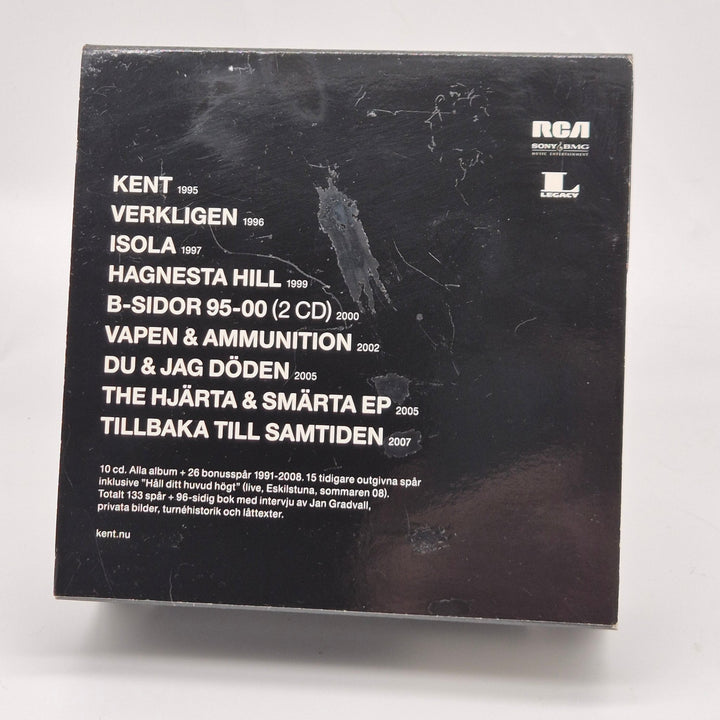 RCA
SONY BMG
MUSIC ENTERTAINMENT
L
LEGACY
KENT 1995
VERKLIGEN 1996
ISOLA 1997
HAGNESTA HILL 1999
B-SIDOR 95-00 (2 CD) 2000
VAPEN & AMMUNITION 2002
DU & JAG DÖDEN 2005
THE HJÄRTA & SMÄRTA EP 2005
TILLBAKA TILL SAMTIDEN 2007
10 cd. Alla album + 26 bonusspår 1991-2008. 15 tidigare outgivna spår
inklusive "Håll ditt huvud högt" (live, Eskilstuna, sommaren 08).
Totalt 133 spår + 96-sidig bok med intervju av Jan Gradvall,
privata bilder, turnéhistorik och låttexter.
kent.nu